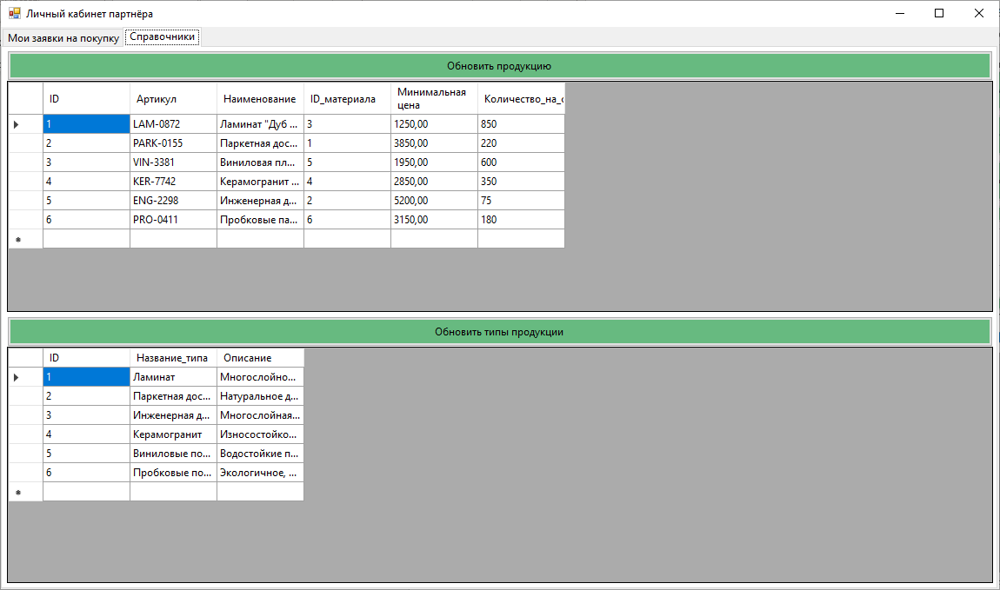 Личный кабинет партнёра
Мои заявки на покупку Справочники
Обновить продукцию
ID Артикул Наименование ID_материала Минимальная цена Количество_на_
1 LAM-0872 Ламинат "Дуб ... 3 1250,00 850
2 PARK-0155 Паркетная дос... 1 3850,00 220
3 VIN-3381 Виниловая пл... 5 1950,00 600
4 KER-7742 Керамогранит ... 4 2850,00 350
5 ENG-2298 Инженерная д... 2 5200,00 75
6 PRO-0411 Пробковые па... 6 3150,00 180
Обновить типы продукции
ID Название_типа Описание
1 Ламинат Многослойно...
2 Паркетная дос... Натуральное д...
3 Инженерная д... Многослойная...
4 Керамогранит Износостойко...
5 Виниловые по... Водостойкие п...
6 Пробковые по... Экологичное, ...